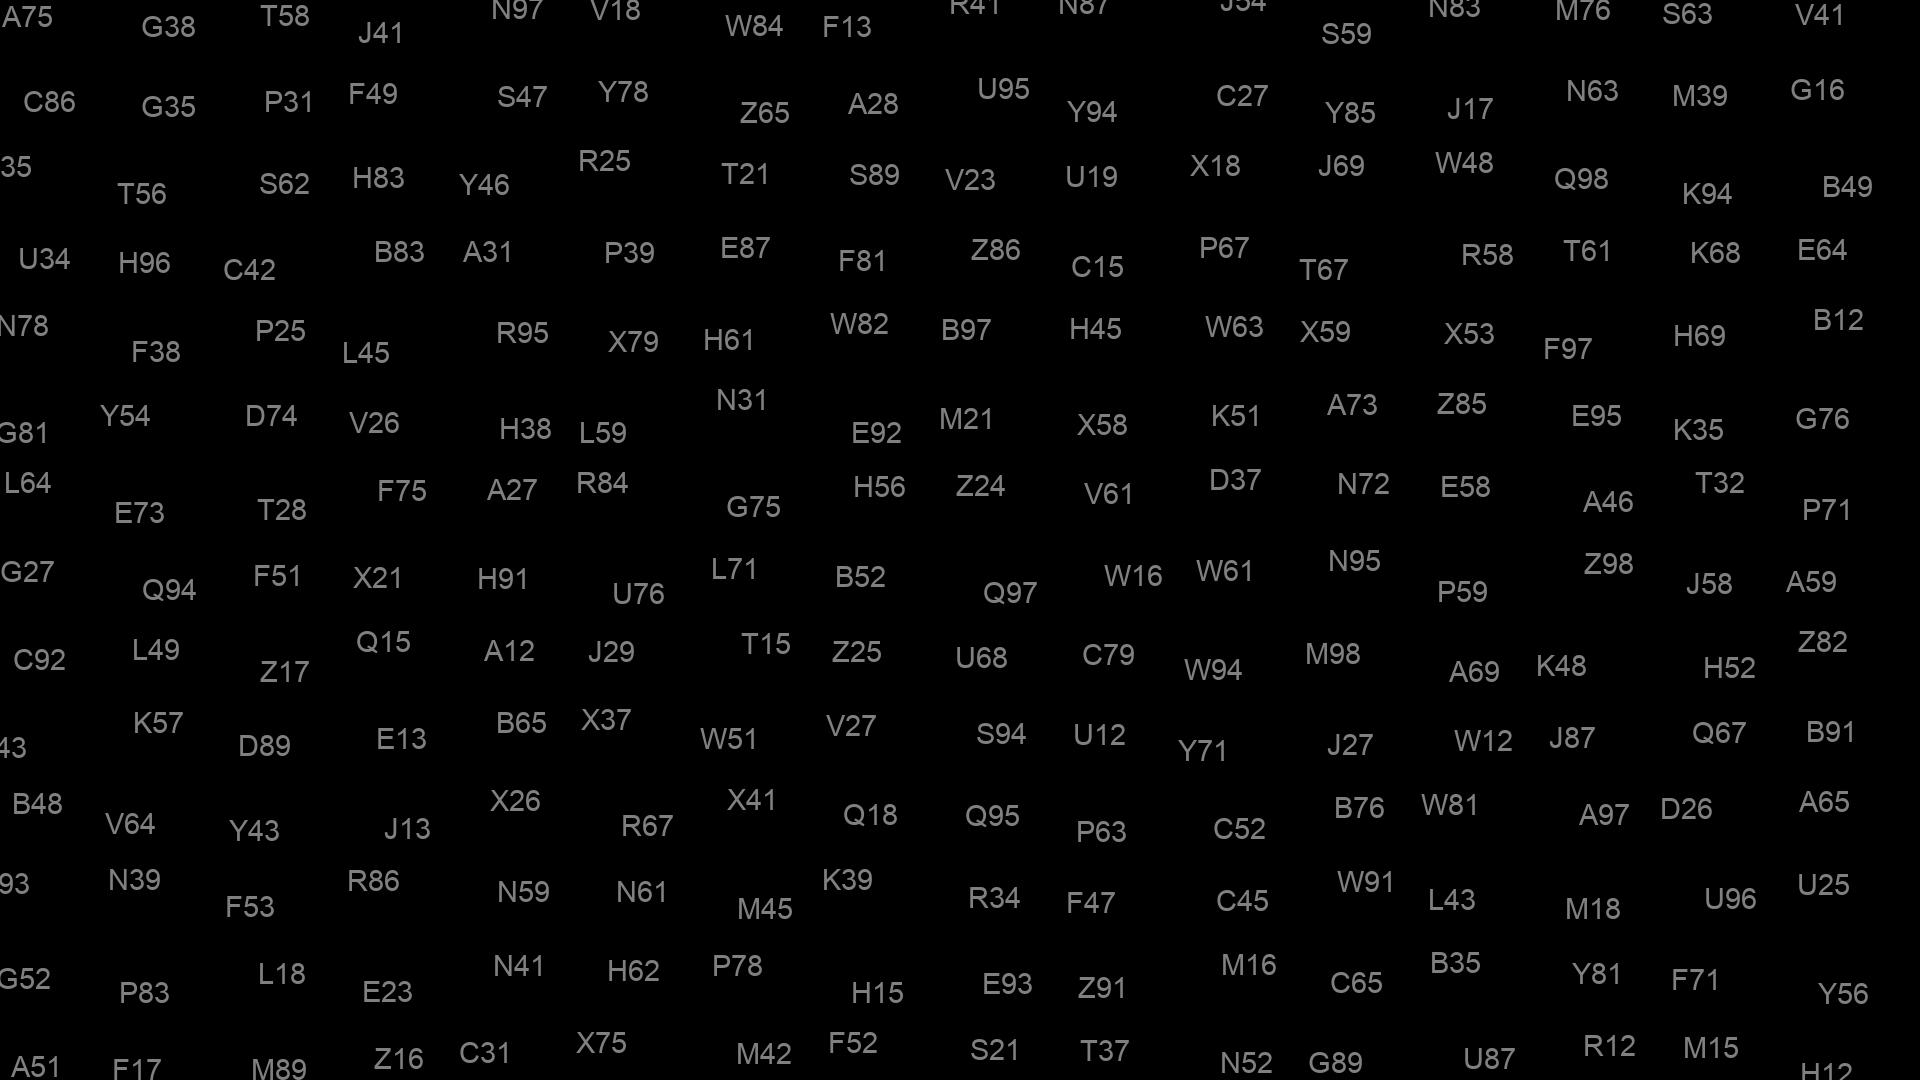 A75 G38 T58 J41 N97 V18 W84 F13 R41 N87 J54 S59 N83 M76 S63 V41
C86 G35 P31 F49 S47 Y78 Z65 A28 U95 Y94 C27 Y85 J17 N63 M39 G16
35 T56 S62 H83 Y46 R25 T21 S89 V23 U19 X18 J69 W48 Q98 K94 B49
U34 H96 C42 B83 A31 P39 E87 F81 Z86 C15 P67 T67 R58 T61 K68 E64
N78 F38 P25 L45 R95 X79 H61 W82 B97 H45 W63 X59 X53 F97 H69 B12
G81 Y54 D74 V26 H38 L59 N31 E92 M21 X58 K51 A73 Z85 E95 K35 G76
L64 E73 T28 F75 A27 R84 G75 H56 Z24 V61 D37 N72 E58 A46 T32 P71
G27 Q94 F51 X21 H91 U76 L71 B52 Q97 W16 W61 N95 P59 Z98 J58 A59
C92 L49 Z17 Q15 A12 J29 T15 Z25 U68 C79 W94 M98 A69 K48 H52 Z82
43 K57 D89 E13 B65 X37 W51 V27 S94 U12 Y71 J27 W12 J87 Q67 B91
B48 V64 Y43 J13 X26 R67 X41 Q18 Q95 P63 C52 B76 W81 A97 D26 A65
93 N39 F53 R86 N59 N61 M45 K39 R34 F47 C45 W91 L43 M18 U96 U25
G52 P83 L18 E23 N41 H62 P78 H15 E93 Z91 M16 C65 B35 Y81 F71 Y56
A51 F17 M89 Z16 C31 X75 M42 F52 S21 T37 N52 G89 U87 R12 M15 H12